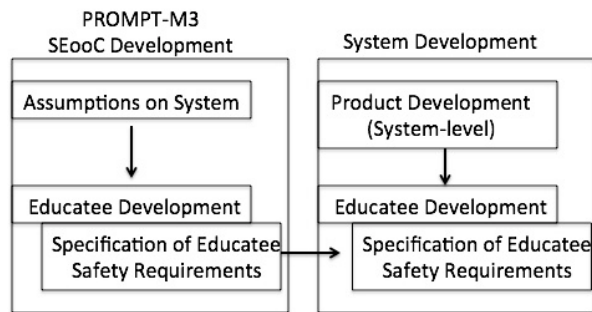 PROMPT-M3
SEooC Development
Assumptions on System
Educatee Development
Specification of Educatee
Safety Requirements
System Development
Product Development
(System-level)
Educatee Development
Specification of Educatee
Safety Requirements